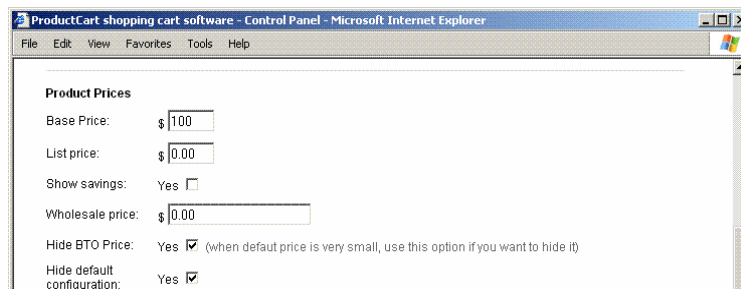 ProductCart shopping cart software - Control Panel - Microsoft Internet Explorer
File Edit View Favorites Tools Help
Product Prices
Base Price: $ 100
List price: $ 0.00
Show savings: Yes
Wholesale price: $ 0.00
Hide BTO Price: Yes (when defaut price is very small, use this option if you want to hide it)
Hide default
configuration: Yes